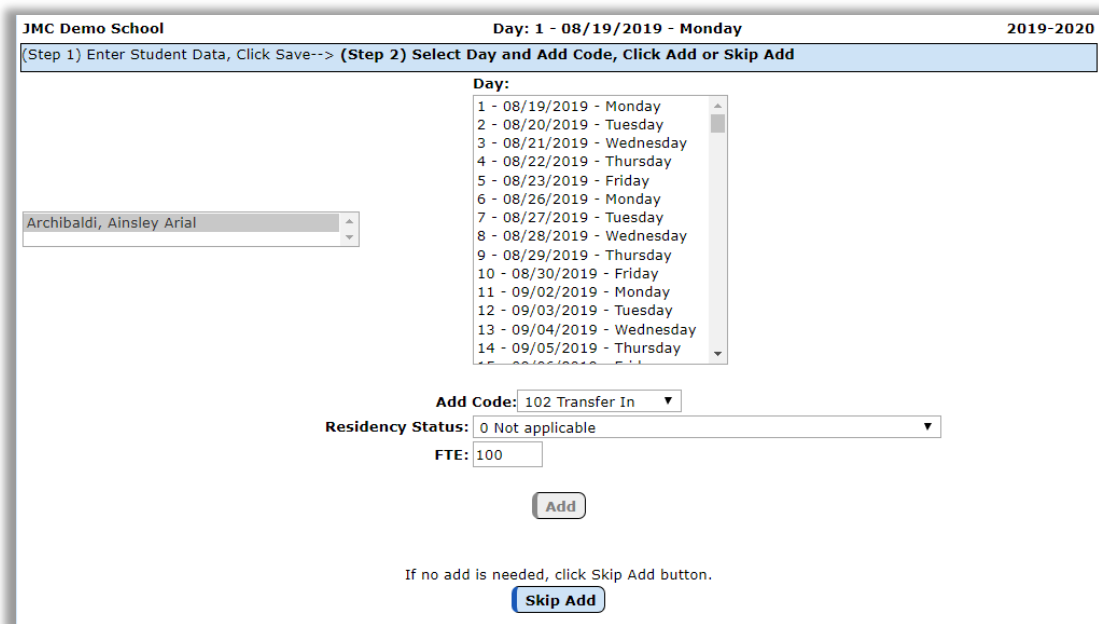 JMC Demo School Day: 1 - 08/19/2019 - Monday 2019-2020
(Step 1) Enter Student Data, Click Save--> (Step 2) Select Day and Add Code, Click Add or Skip Add
Day:
1 - 08/19/2019 - Monday
2 - 08/20/2019 - Tuesday
3 - 08/21/2019 - Wednesday
4 - 08/22/2019 - Thursday
5 - 08/23/2019 - Friday
6 - 08/26/2019 - Monday
Archibaldi, Ainsley Arial
7 - 08/27/2019 - Tuesday
8 - 08/28/2019 - Wednesday
9 - 08/29/2019 - Thursday
10 - 08/30/2019 - Friday
11 - 09/02/2019 - Monday
12 - 09/03/2019 - Tuesday
13 - 09/04/2019 - Wednesday
14 - 09/05/2019 - Thursday
Add Code: 102 Transfer In
Residency Status: 0 Not applicable
FTE: 100
Add
If no add is needed, click Skip Add button.
Skip Add